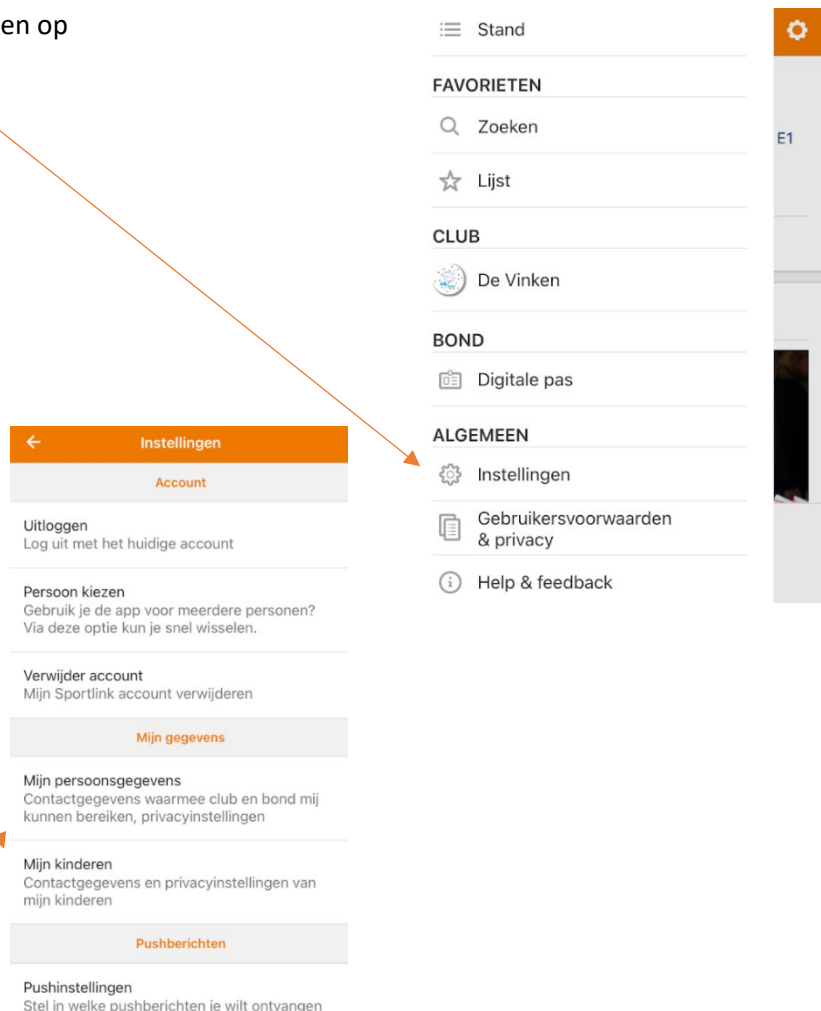 en op
Stand
FAVORIETEN
Zoeken
E1
Lijst
CLUB
De Vinken
BOND
Digitale pas
ALGEMEEN
Instellingen
Gebruikersvoorwaarden
& privacy
Help & feedback
Instellingen
Account
Uitloggen
Log uit met het huidige account
Persoon kiezen
Gebruik je de app voor meerdere personen?
Via deze optie kun je snel wisselen.
Verwijder account
Mijn Sportlink account verwijderen
Mijn gegevens
Mijn persoonsgegevens
Contactgegevens waarmee club en bond mij
kunnen bereiken, privacyinstellingen
Mijn kinderen
Contactgegevens en privacyinstellingen van
mijn kinderen
Pushberichten
Pushinstellingen
Stel in welke pushberichten je wilt ontvangen